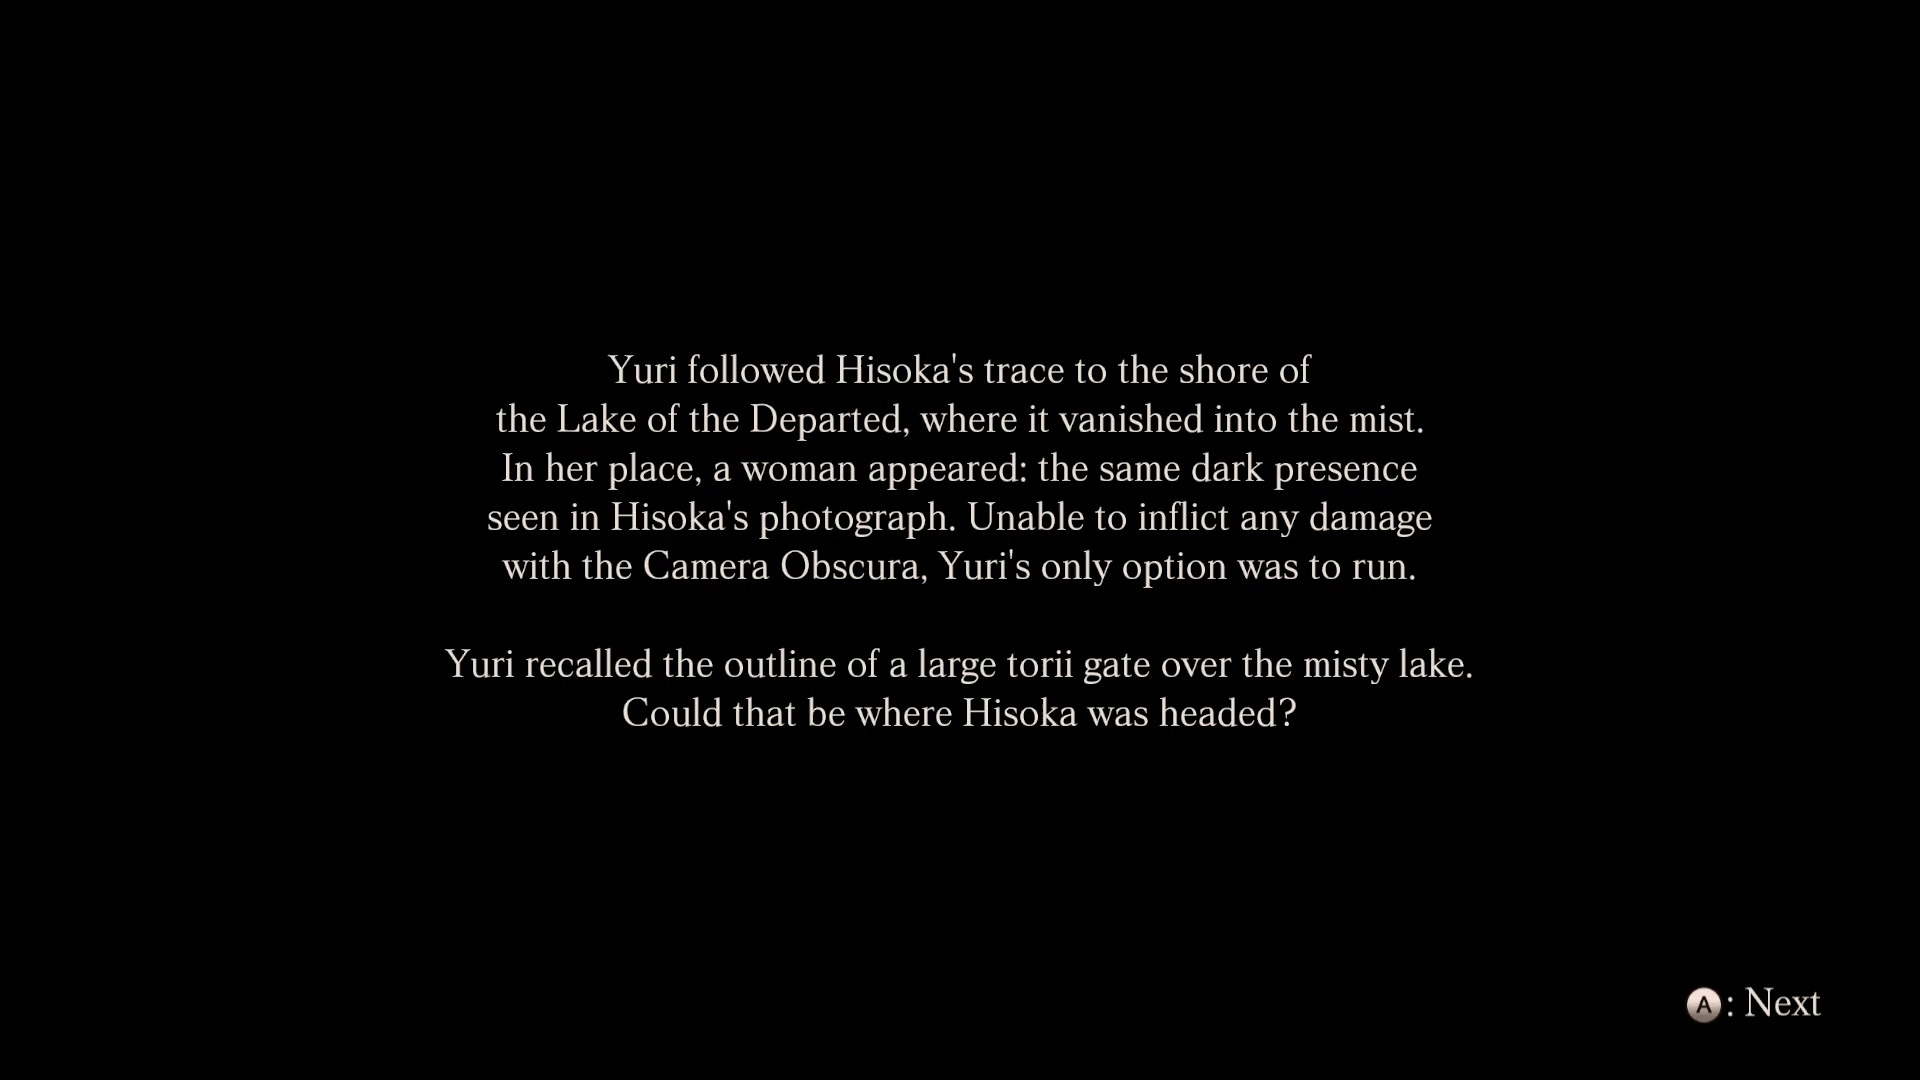 Yuri followed Hisoka's trace to the shore of
the Lake of the Departed, where it vanished into the mist.
In her place, a woman appeared: the same dark presence
seen in Hisoka's photograph. Unable to inflict any damage
with the Camera Obscura, Yuri's only option was to run.
Yuri recalled the outline of a large torii gate over the misty lake.
Could that be where Hisoka was headed?
A: Next